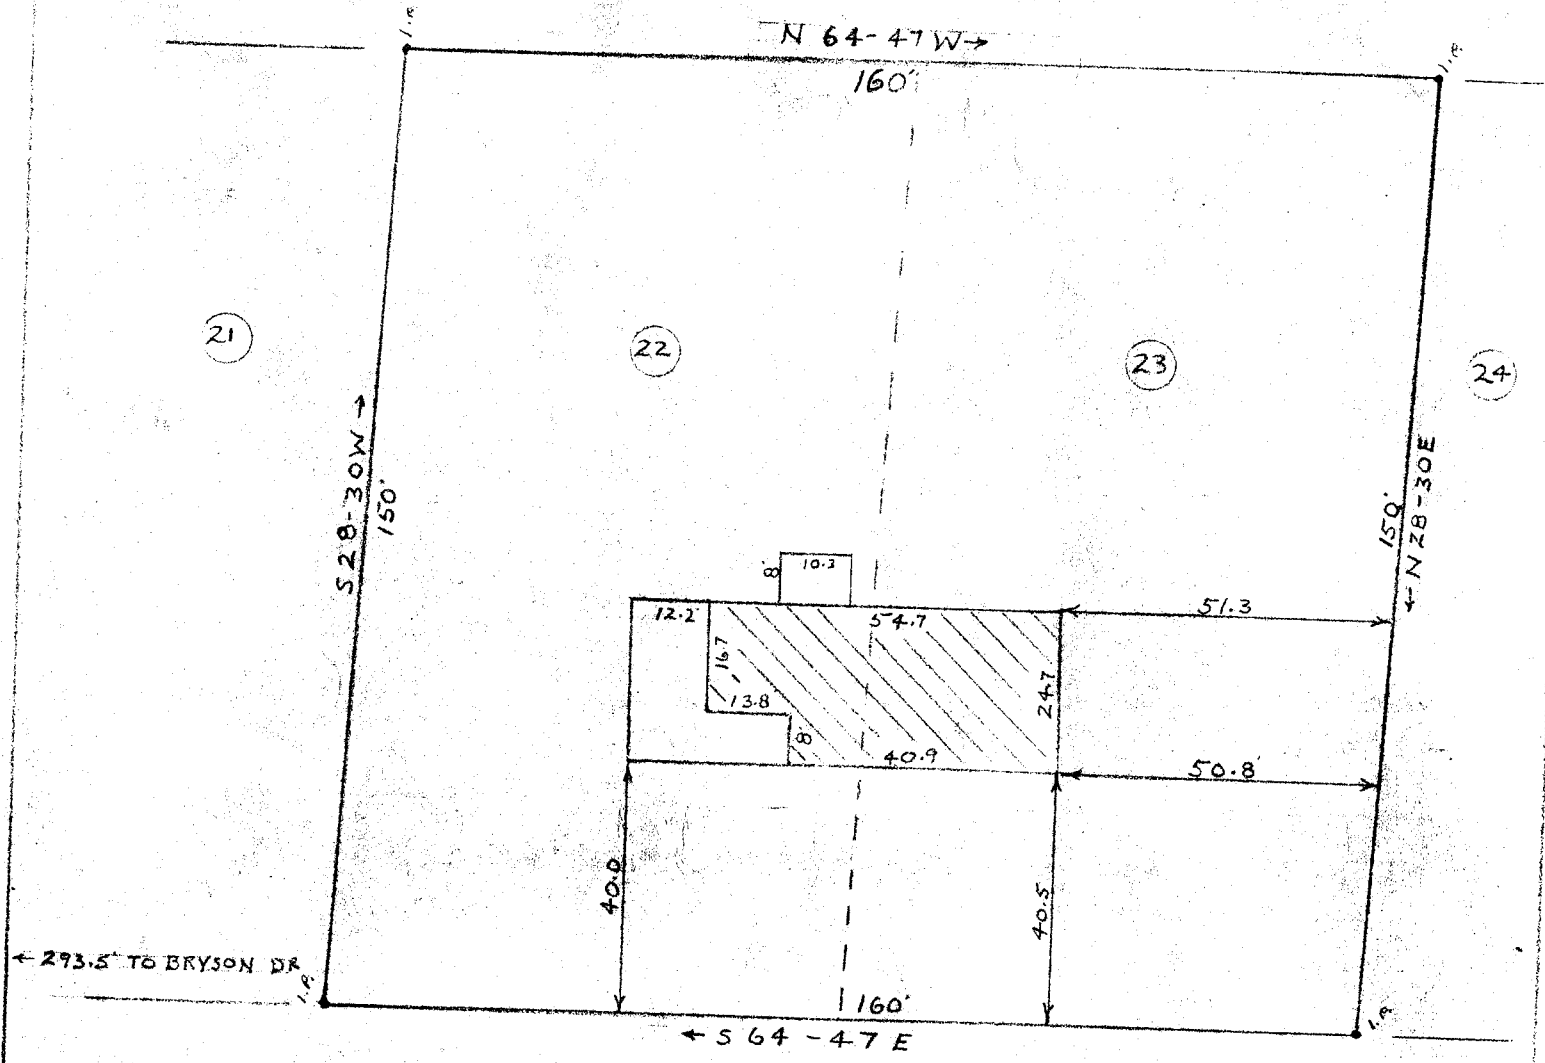 I.P.
N 64-47 W→
I.P.
160'
21
22
23
24
S 28-30W →
150'
150'
← N 28-30E
8'
10.3
12.2'
54.7
51.3
16.7
24.7
13.8
8'
40.9
50.8'
40.0
40.5
← 293.5' TO BRYSON DR
I.P.
160'
I.P.
← S 64-47 E